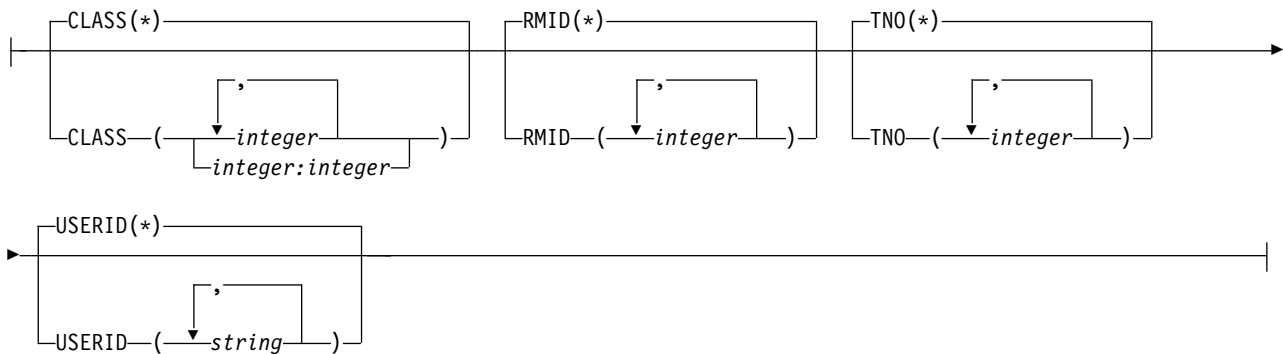 CLASS(*) RMID(*) TNO(*)
, , ,
CLASS ( integer ) RMID ( integer ) TNO ( integer )
integer:integer
USERID(*)
,
USERID ( string )